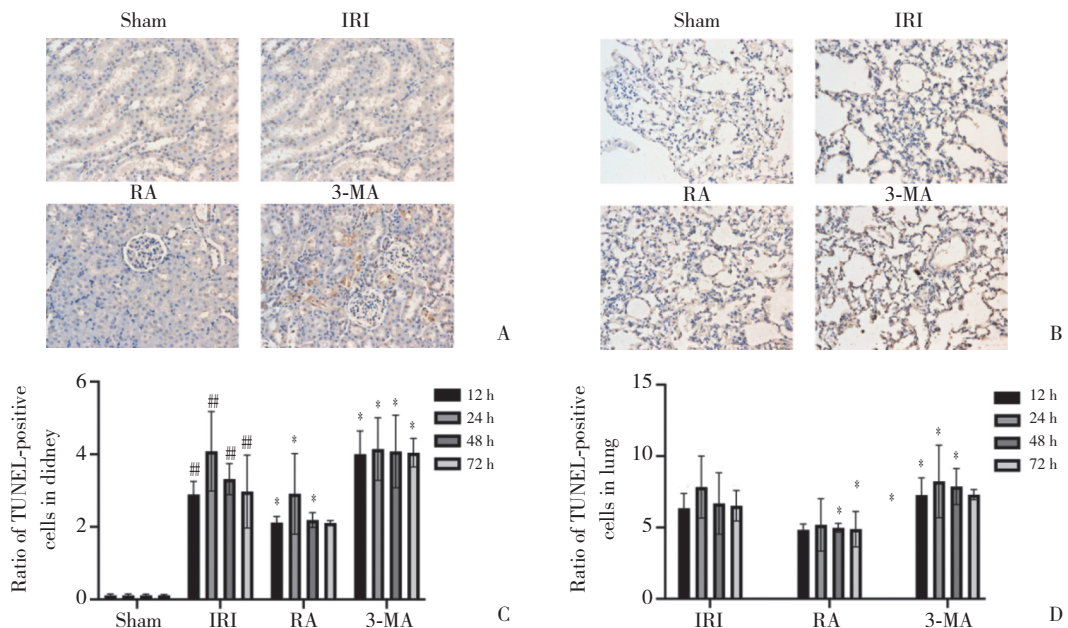 Sham IRI
RA 3-MA
A
Sham IRI
RA 3-MA
B
Ratio of TUNEL-positive
cells in didney
6
4
2
0
## ## ## ##
* * *
* * * *
12 h
24 h
48 h
72 h
Sham IRI RA 3-MA
C
Ratio of TUNEL-positive
cells in lung
15
10
5
0
* * *
* * *
12 h
24 h
48 h
72 h
IRI RA 3-MA
D